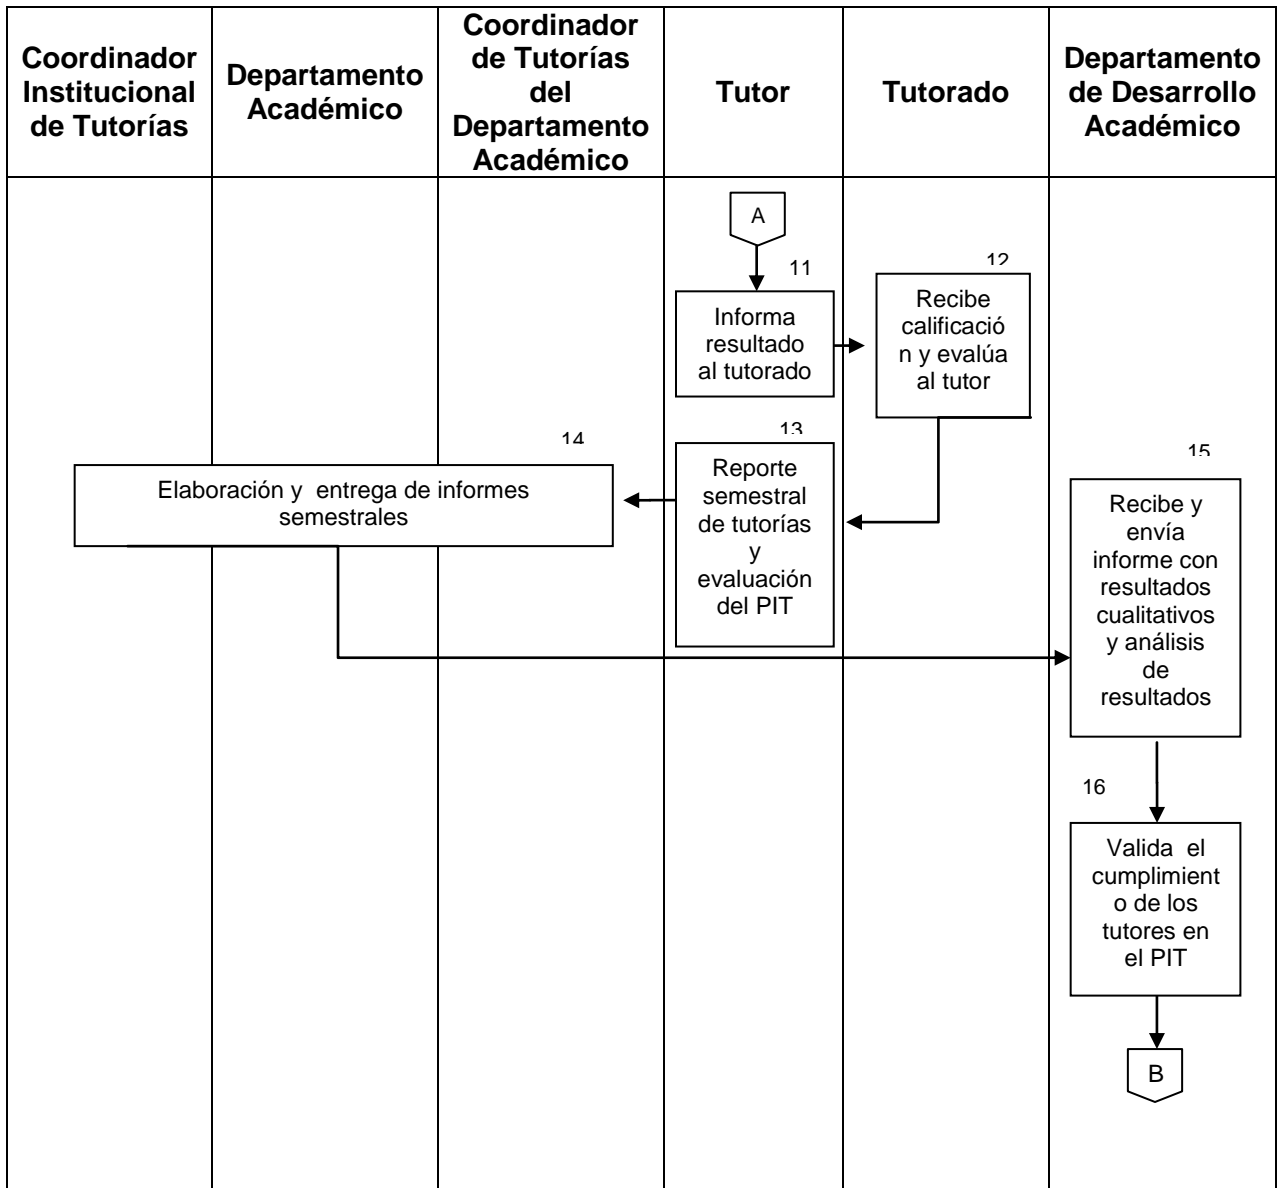 Coordinador
Institucional
de Tutorías
Departamento
Académico
Coordinador
de Tutorías
del
Departamento
Académico
Tutor
Tutorado
Departamento
de Desarrollo
Académico
A
11
Informa
resultado
al tutorado
12
Recibe
calificació
n y evalúa
al tutor
13
Reporte
semestral
de tutorías
y
evaluación
del PIT
14
Elaboración y  entrega de informes
semestrales
15
Recibe y
envía
informe con
resultados
cualitativos
y análisis
de
resultados
16
Valida  el
cumplimient
o de los
tutores en
el PIT
B